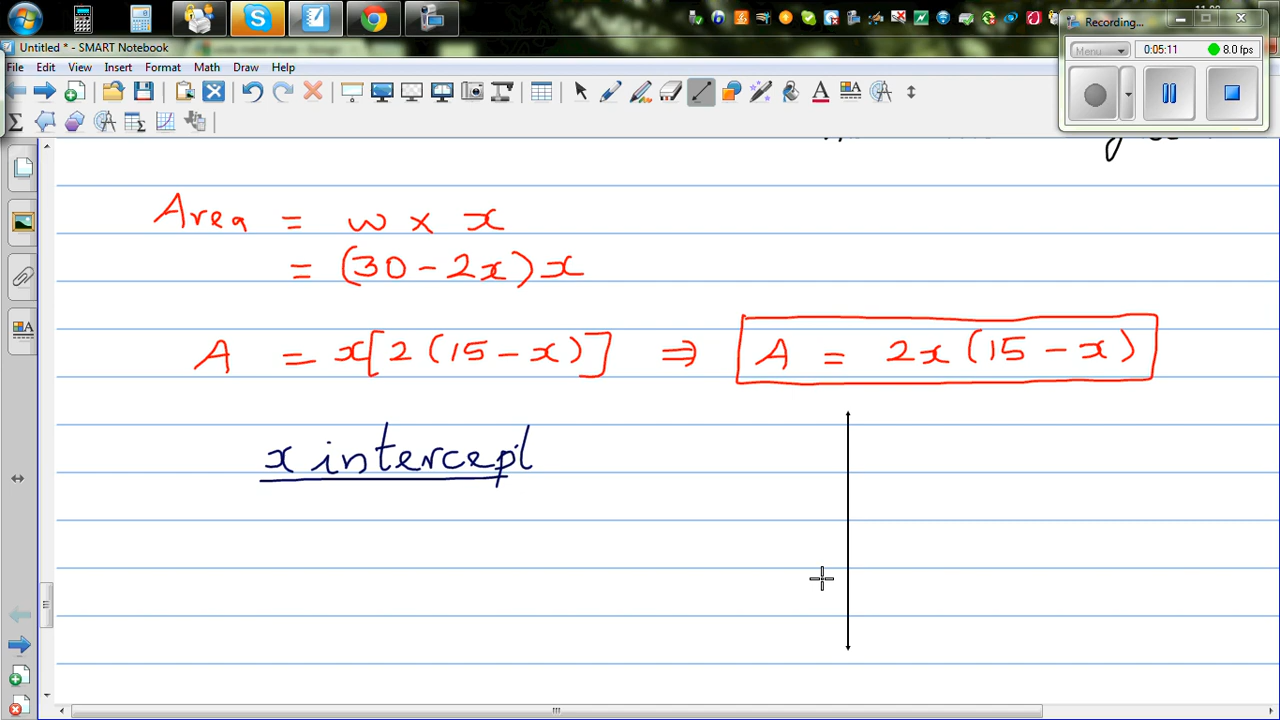 Recording...
Untitled * - SMART Notebook
Menu
0:05:11
8.0 fps
File Edit View Insert Format Math Draw Help
Area = w × x
= (30 - 2x) x
A = x[2(15 - x)] ⇒ A = 2x(15 - x)
x intercept